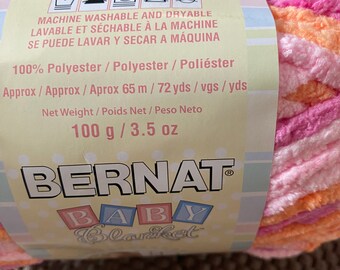 MACHINE WASHABLE AND DRYABLE
LAVABLE ET SÉCHABLE À LA MACHINE
SE PUEDE LAVAR Y SECAR A MÁQUINA
100% Polyester / Polyester / Poliéster
Approx / Approx / Aprox 65 m / 72 yds / vgs / yds
Net Weight / Poids Net / Peso Neto
100 g / 3.5 oz
BERNAT®
BABY
Blanket